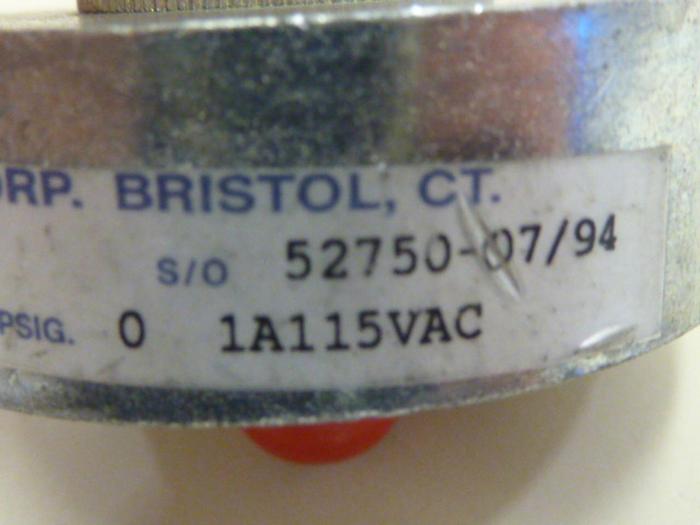 ORP. BRISTOL, CT.
S/O 52750-07/94
PSIG. 0 1A115VAC